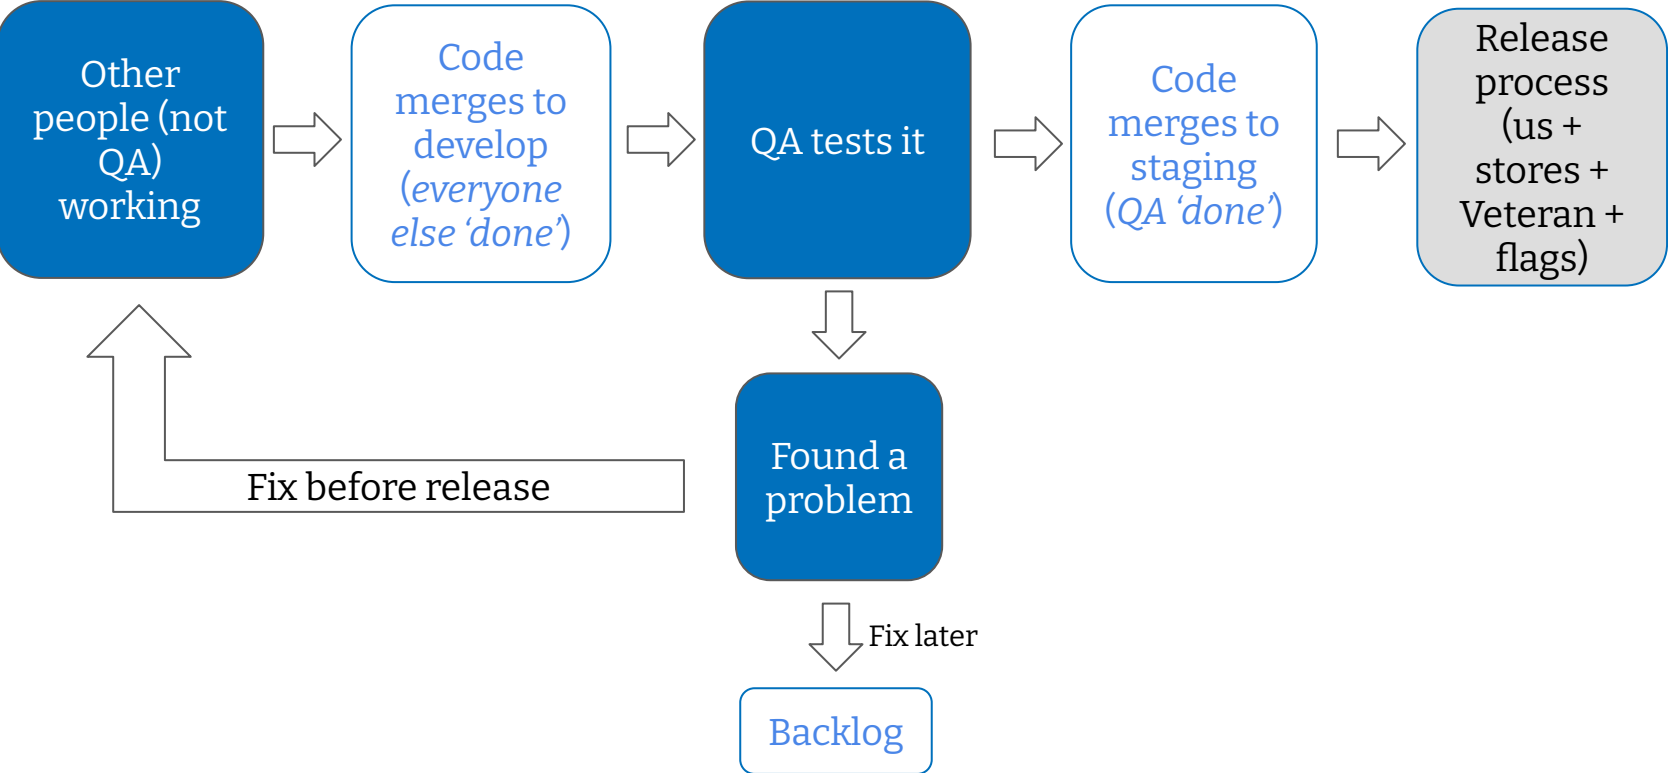 Other
people (not
QA)
working
Code
merges to
develop
(everyone
else ‘done’)
QA tests it
Code
merges to
staging
(QA ‘done’)
Release
process
(us +
stores +
Veteran +
flags)
Found a
problem
Fix before release
Fix later
Backlog